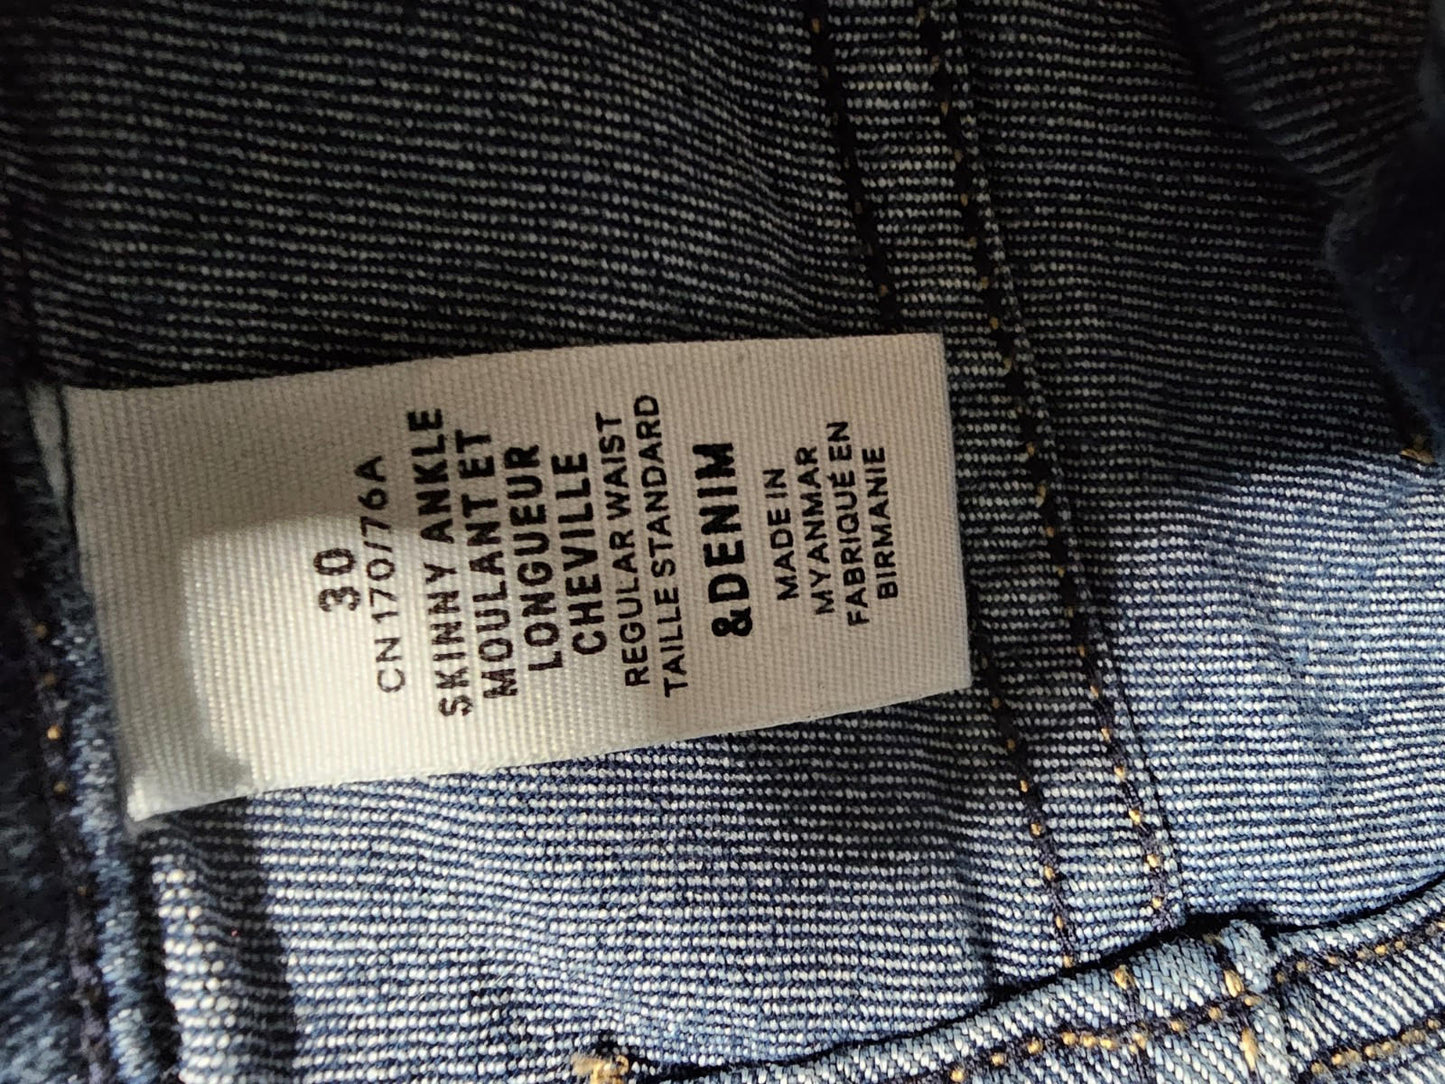 30
CN 170/76A
SKINNY ANKLE
MOULANT ET
LONGUEUR
CHEVILLE
REGULAR WAIST
TAILLE STANDARD
&DENIM
MADE IN
MYANMAR
FABRIQUÉ EN
BIRMANIE